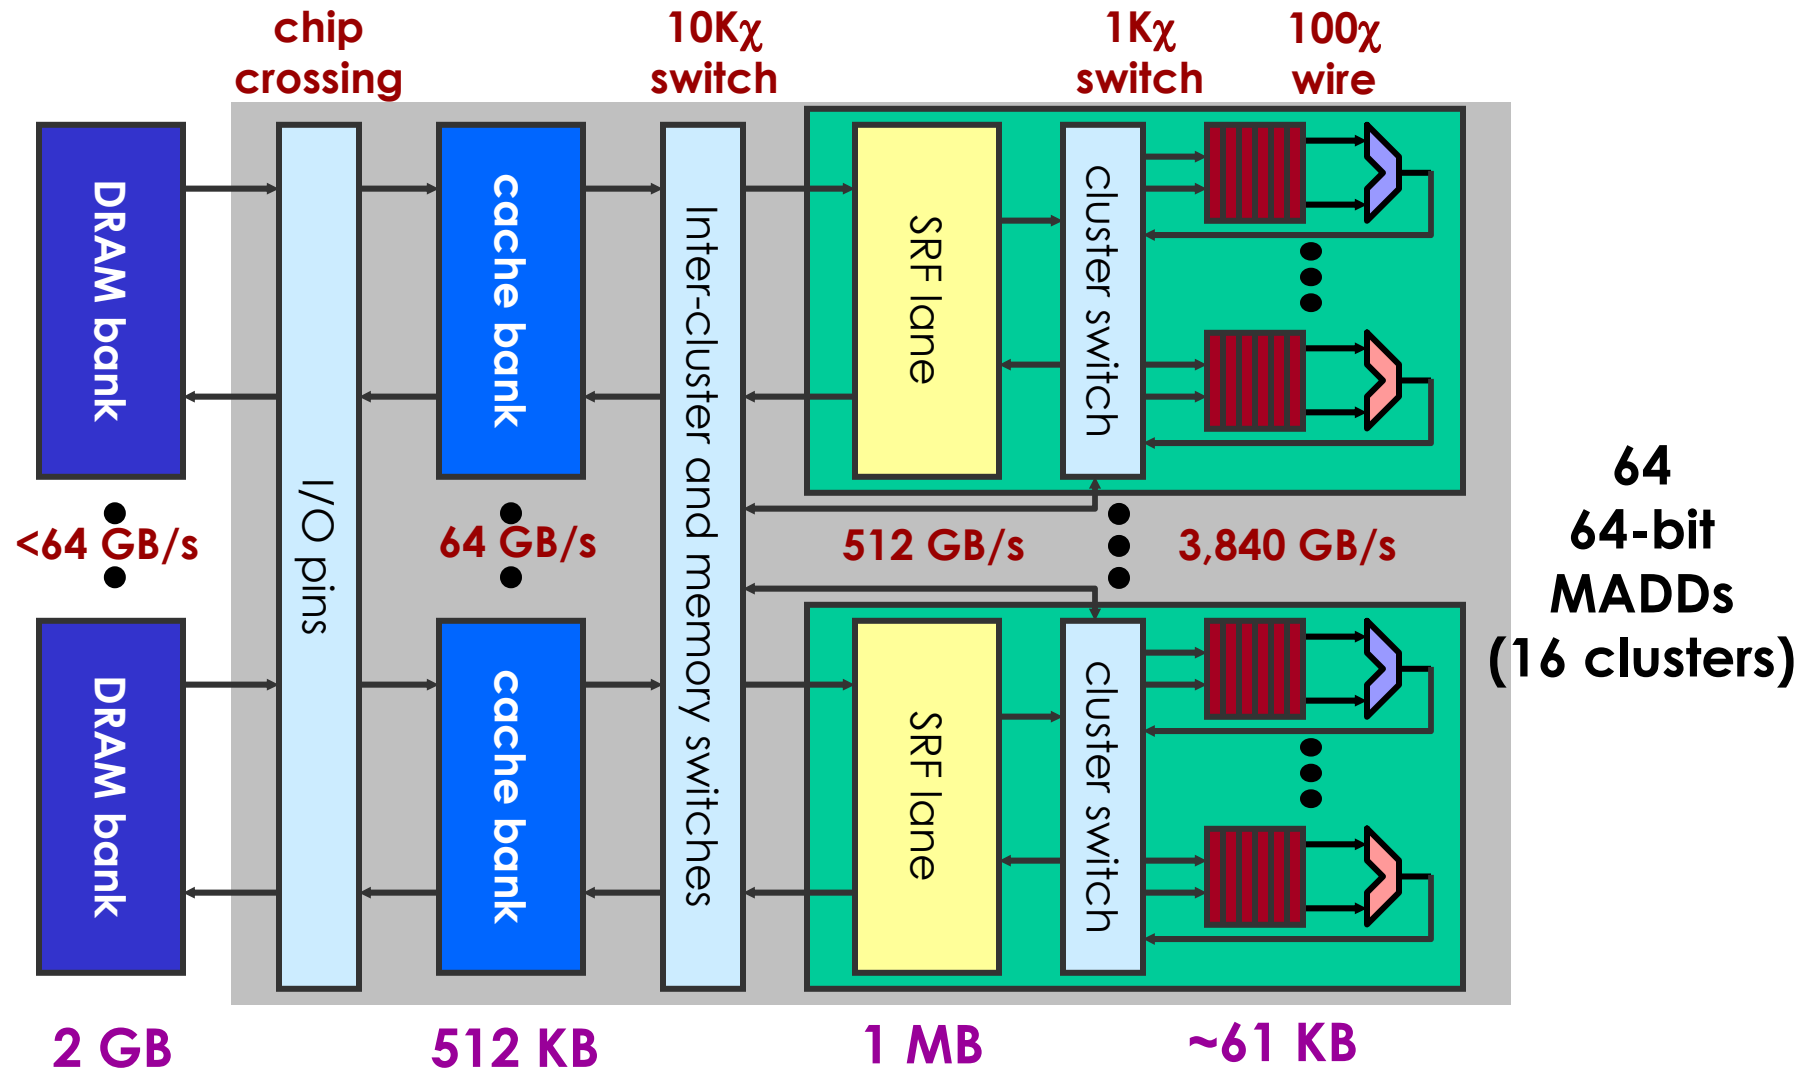 chip
crossing
10Kχ
switch
1Kχ
switch
100χ
wire
DRAM bank
I/O pins
cache bank
Inter-cluster and memory switches
SRF lane
cluster switch
<64 GB/s
64 GB/s
512 GB/s
3,840 GB/s
64
64-bit
MADDs
(16 clusters)
DRAM bank
cache bank
SRF lane
cluster switch
2 GB
512 KB
1 MB
~61 KB